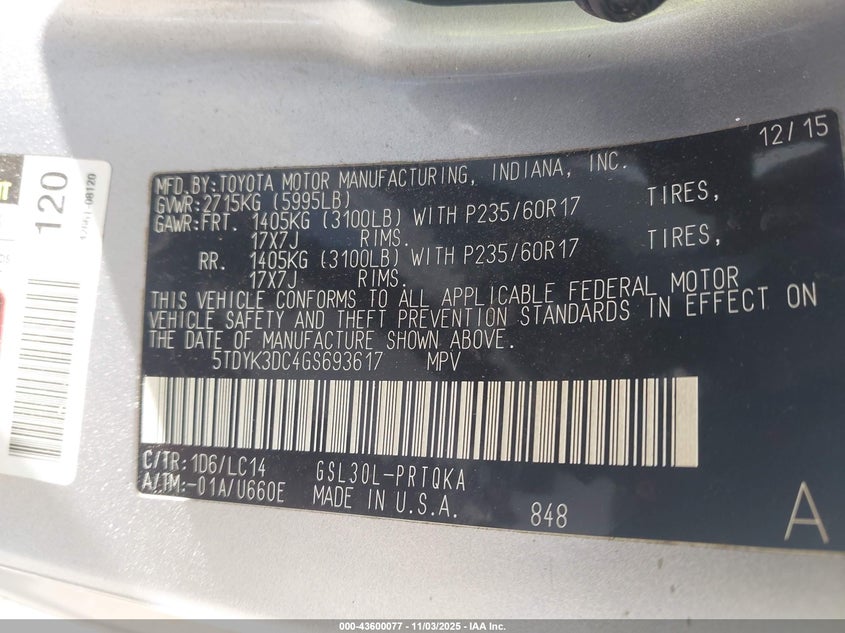 12/15
MFD.BY:TOYOTA MOTOR MANUFACTURING, INDIANA, INC.
GVWR:2715KG (5995LB)
GAWR:FRT. 1405KG (3100LB) WITH P235/60R17 TIRES,
17X7J RIMS.
RR. 1405KG (3100LB) WITH P235/60R17 TIRES,
17X7J RIMS.
THIS VEHICLE CONFORMS TO ALL APPLICABLE FEDERAL MOTOR
VEHICLE SAFETY AND THEFT PREVENTION STANDARDS IN EFFECT ON
THE DATE OF MANUFACTURE SHOWN ABOVE.
5TDYK3DC4GS693617 MPV
C/TR:1D6/LC14 GSL30L-PRTQKA
A/TM:-01A/U660E MADE IN U.S.A. 848
A
120
000-43600077 - 11/03/2025 - IAA Inc.